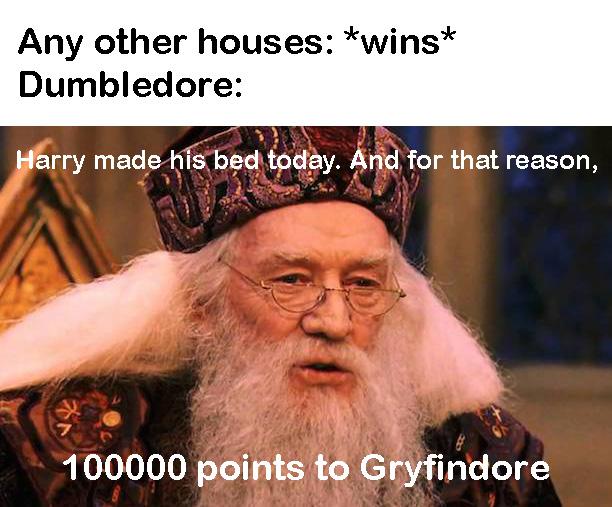 Any other houses: *wins*
Dumbledore:
Harry made his bed today. And for that reason,
100000 points to Gryfindore